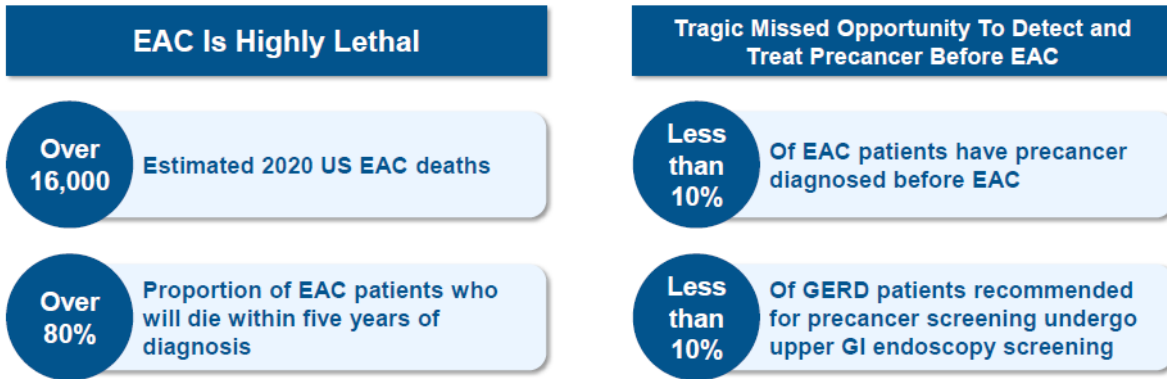 EAC Is Highly Lethal
Over
16,000
Estimated 2020 US EAC deaths
Over
80%
Proportion of EAC patients who
will die within five years of
diagnosis
Tragic Missed Opportunity To Detect and
Treat Precancer Before EAC
Less
than
10%
Of EAC patients have precancer
diagnosed before EAC
Less
than
10%
Of GERD patients recommended
for precancer screening undergo
upper GI endoscopy screening